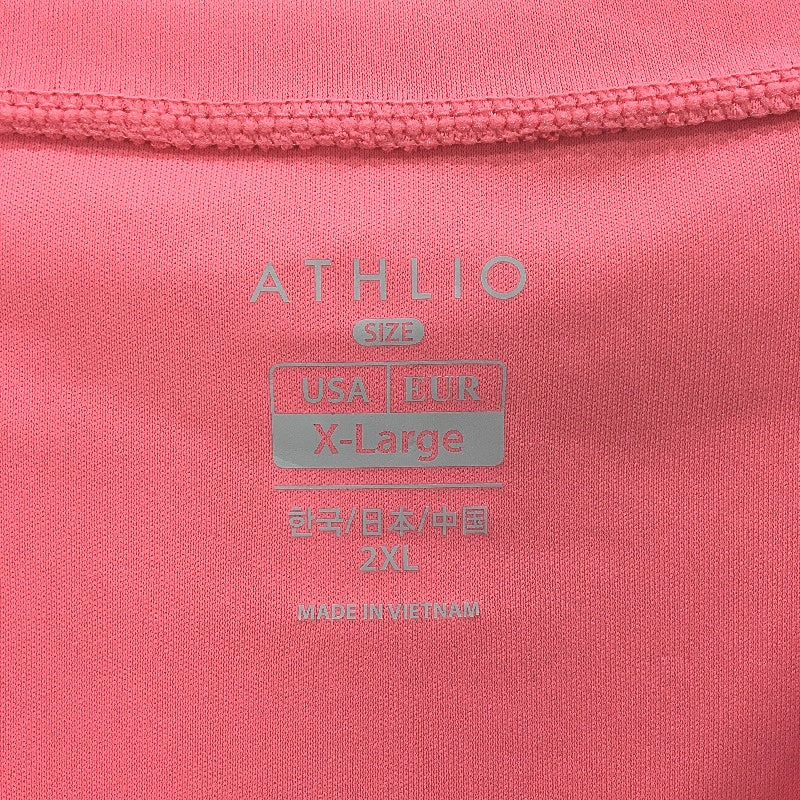 ATHLIO
SIZE
USA EUR
X-Large
한국/日本/中国
2XL
MADE IN VIETNAM